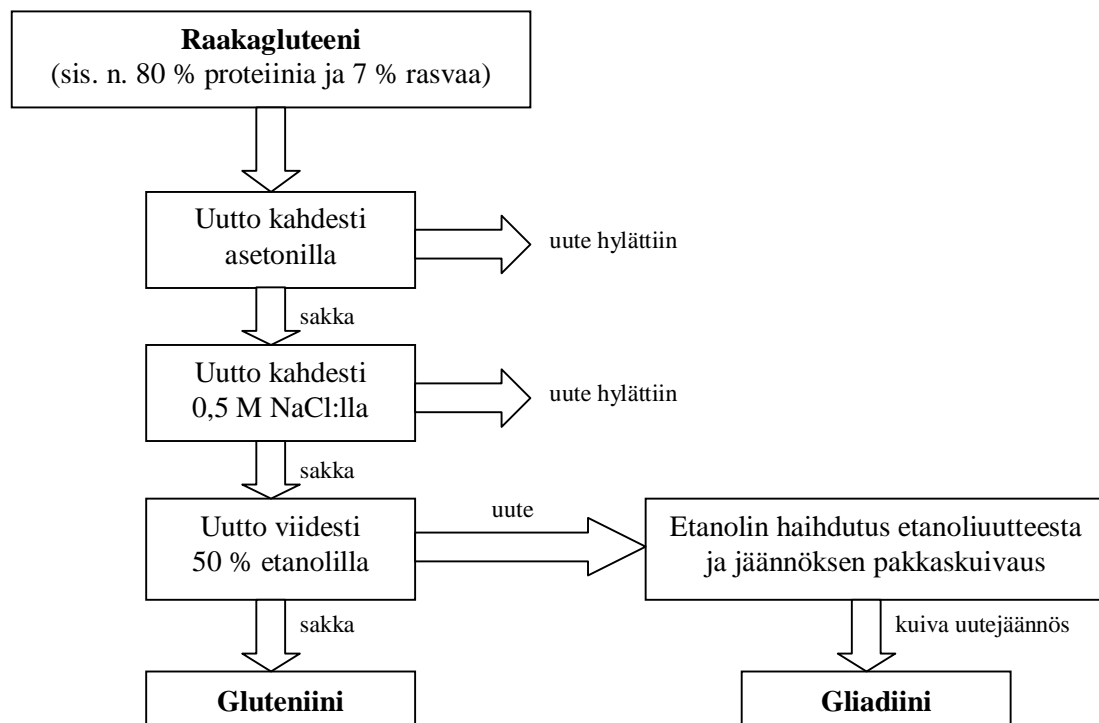 Raakagluteeni
(sis. n. 80 % proteiinia ja 7 % rasvaa)
Uutto kahdesti
asetonilla
uute hylättiin
sakka
Uutto kahdesti
0,5 M NaCl:lla
uute hylättiin
sakka
Uutto viidesti
50 % etanolilla
uute
Etanolin haihdutus etanoliuutteesta
ja jäännöksen pakkaskuivaus
sakka
kuiva uutejäännös
Gluteniini
Gliadiini